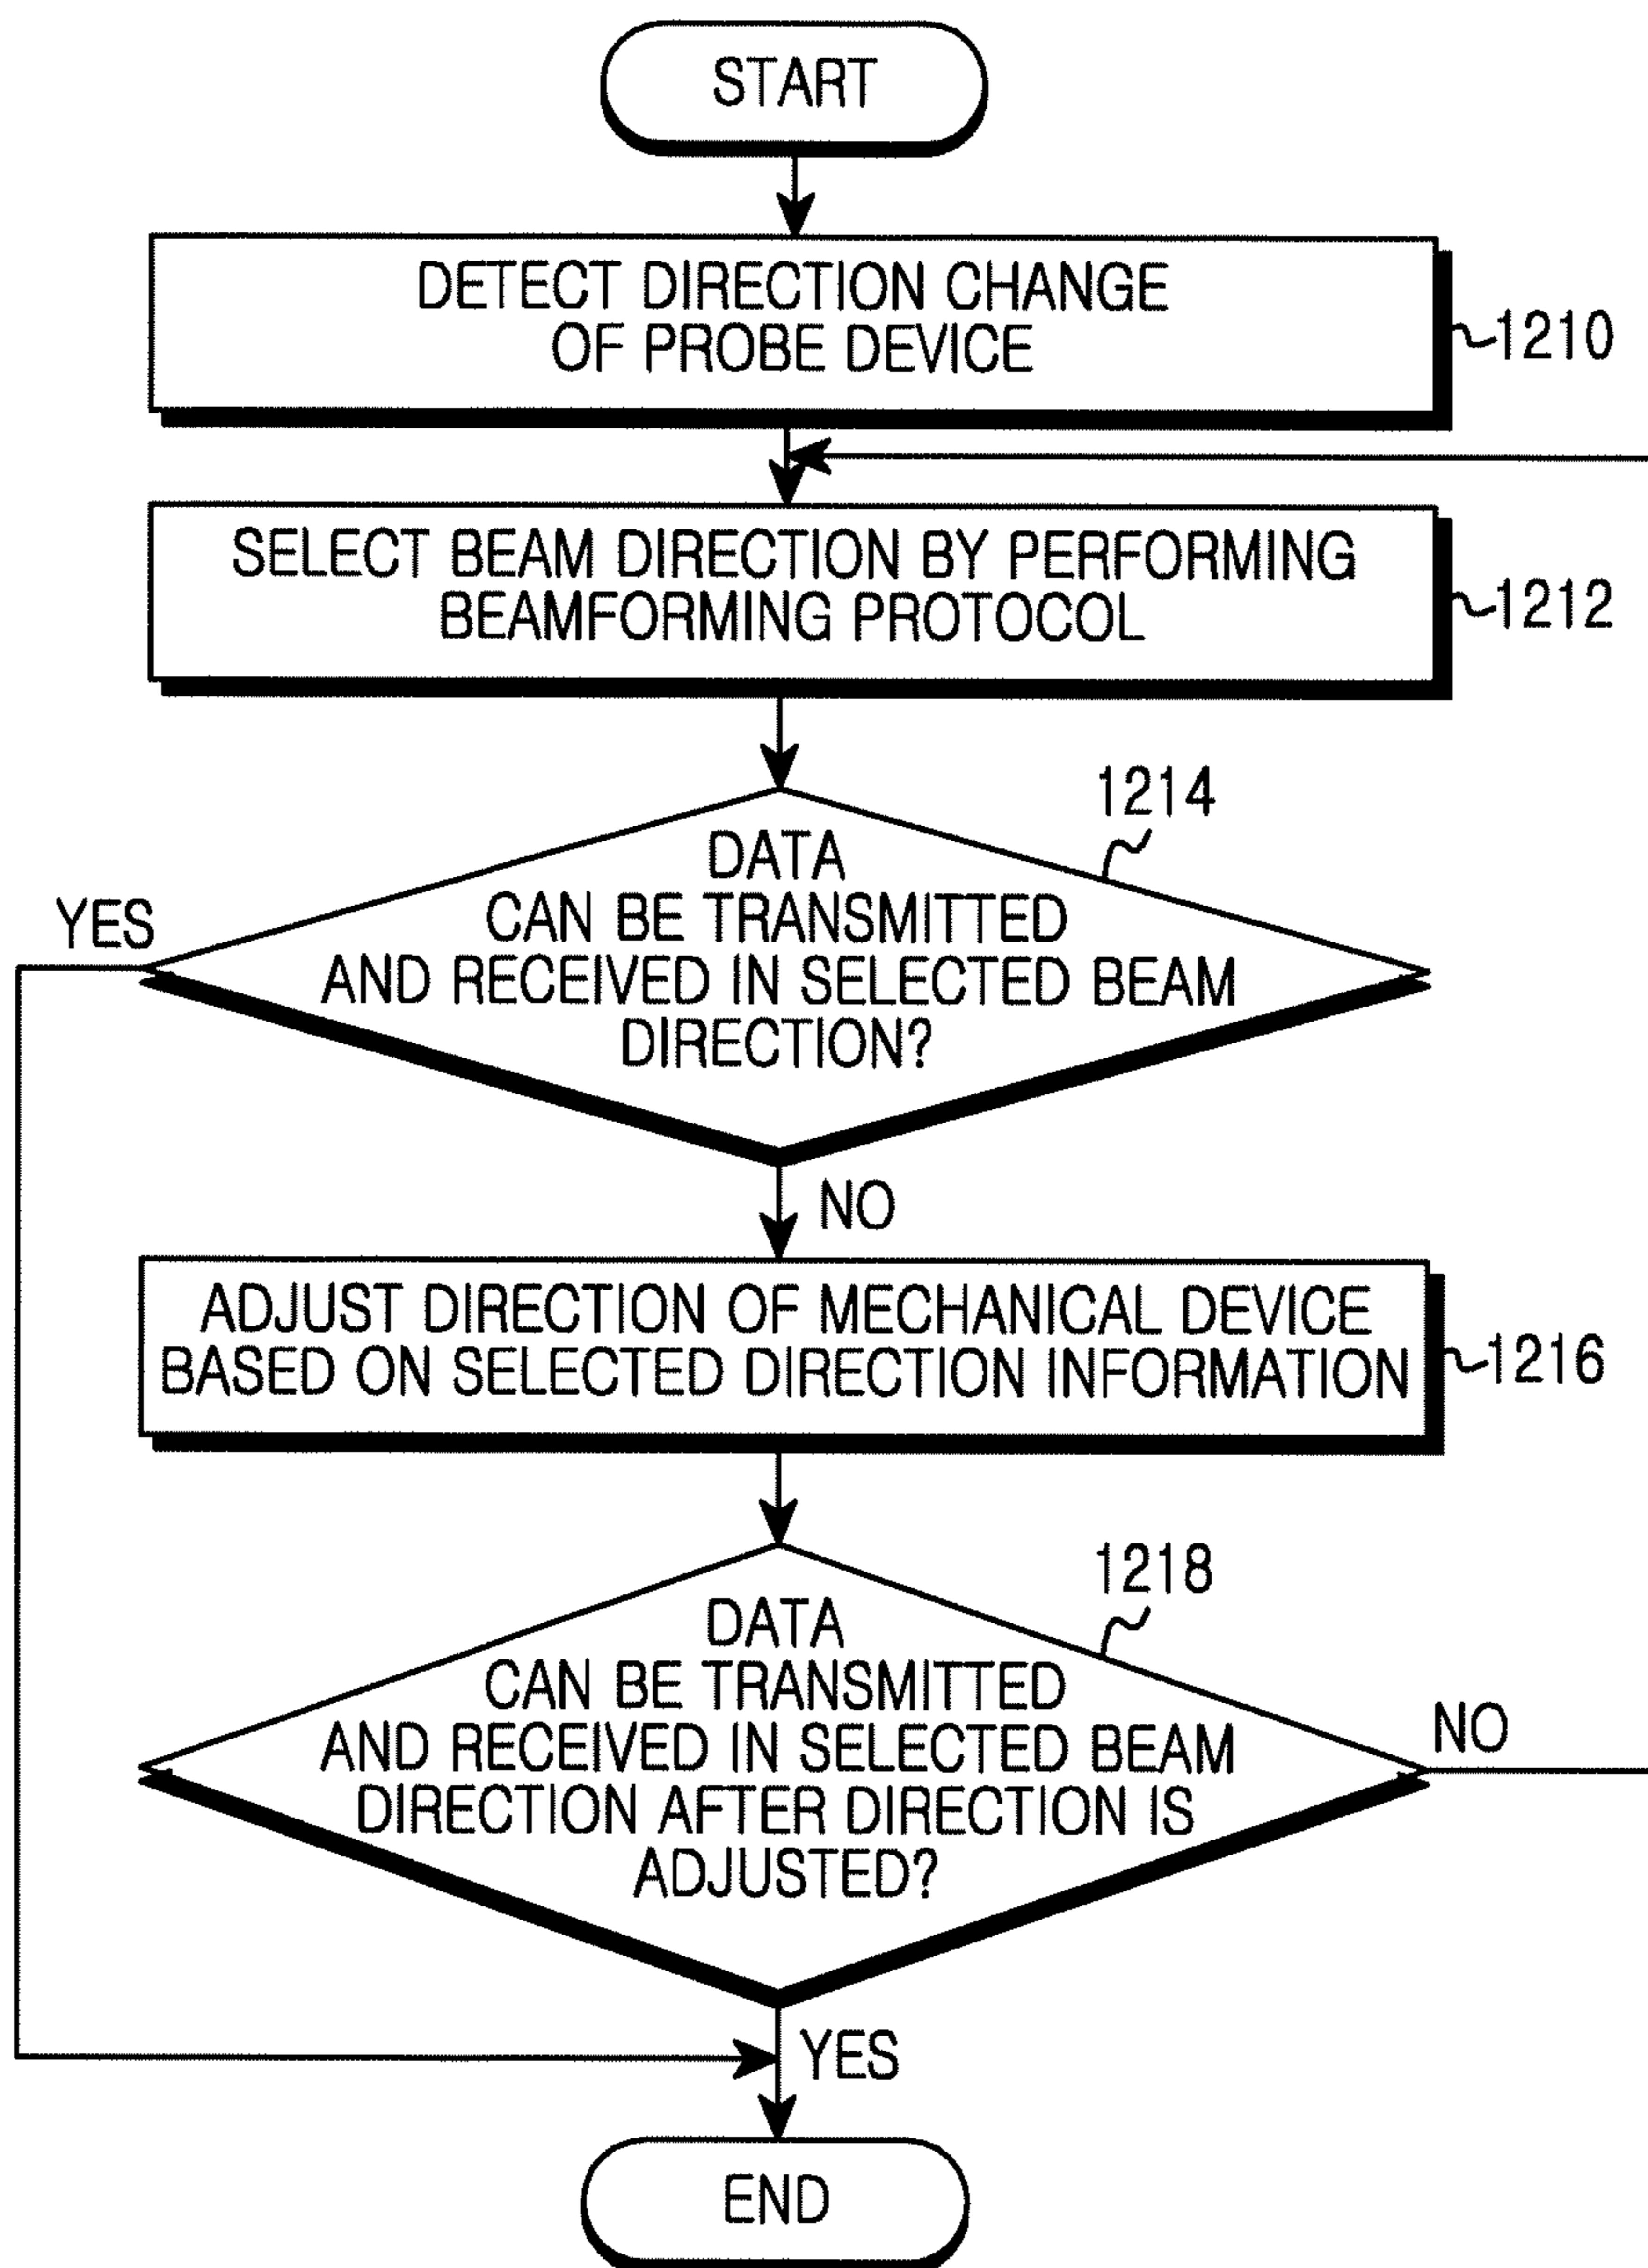 START
DETECT DIRECTION CHANGE
OF PROBE DEVICE
1210
SELECT BEAM DIRECTION BY PERFORMING
BEAMFORMING PROTOCOL
1212
1214
DATA
CAN BE TRANSMITTED
AND RECEIVED IN SELECTED BEAM
DIRECTION?
YES
NO
ADJUST DIRECTION OF MECHANICAL DEVICE
BASED ON SELECTED DIRECTION INFORMATION
1216
1218
DATA
CAN BE TRANSMITTED
AND RECEIVED IN SELECTED BEAM
DIRECTION AFTER DIRECTION IS
ADJUSTED?
NO
YES
END